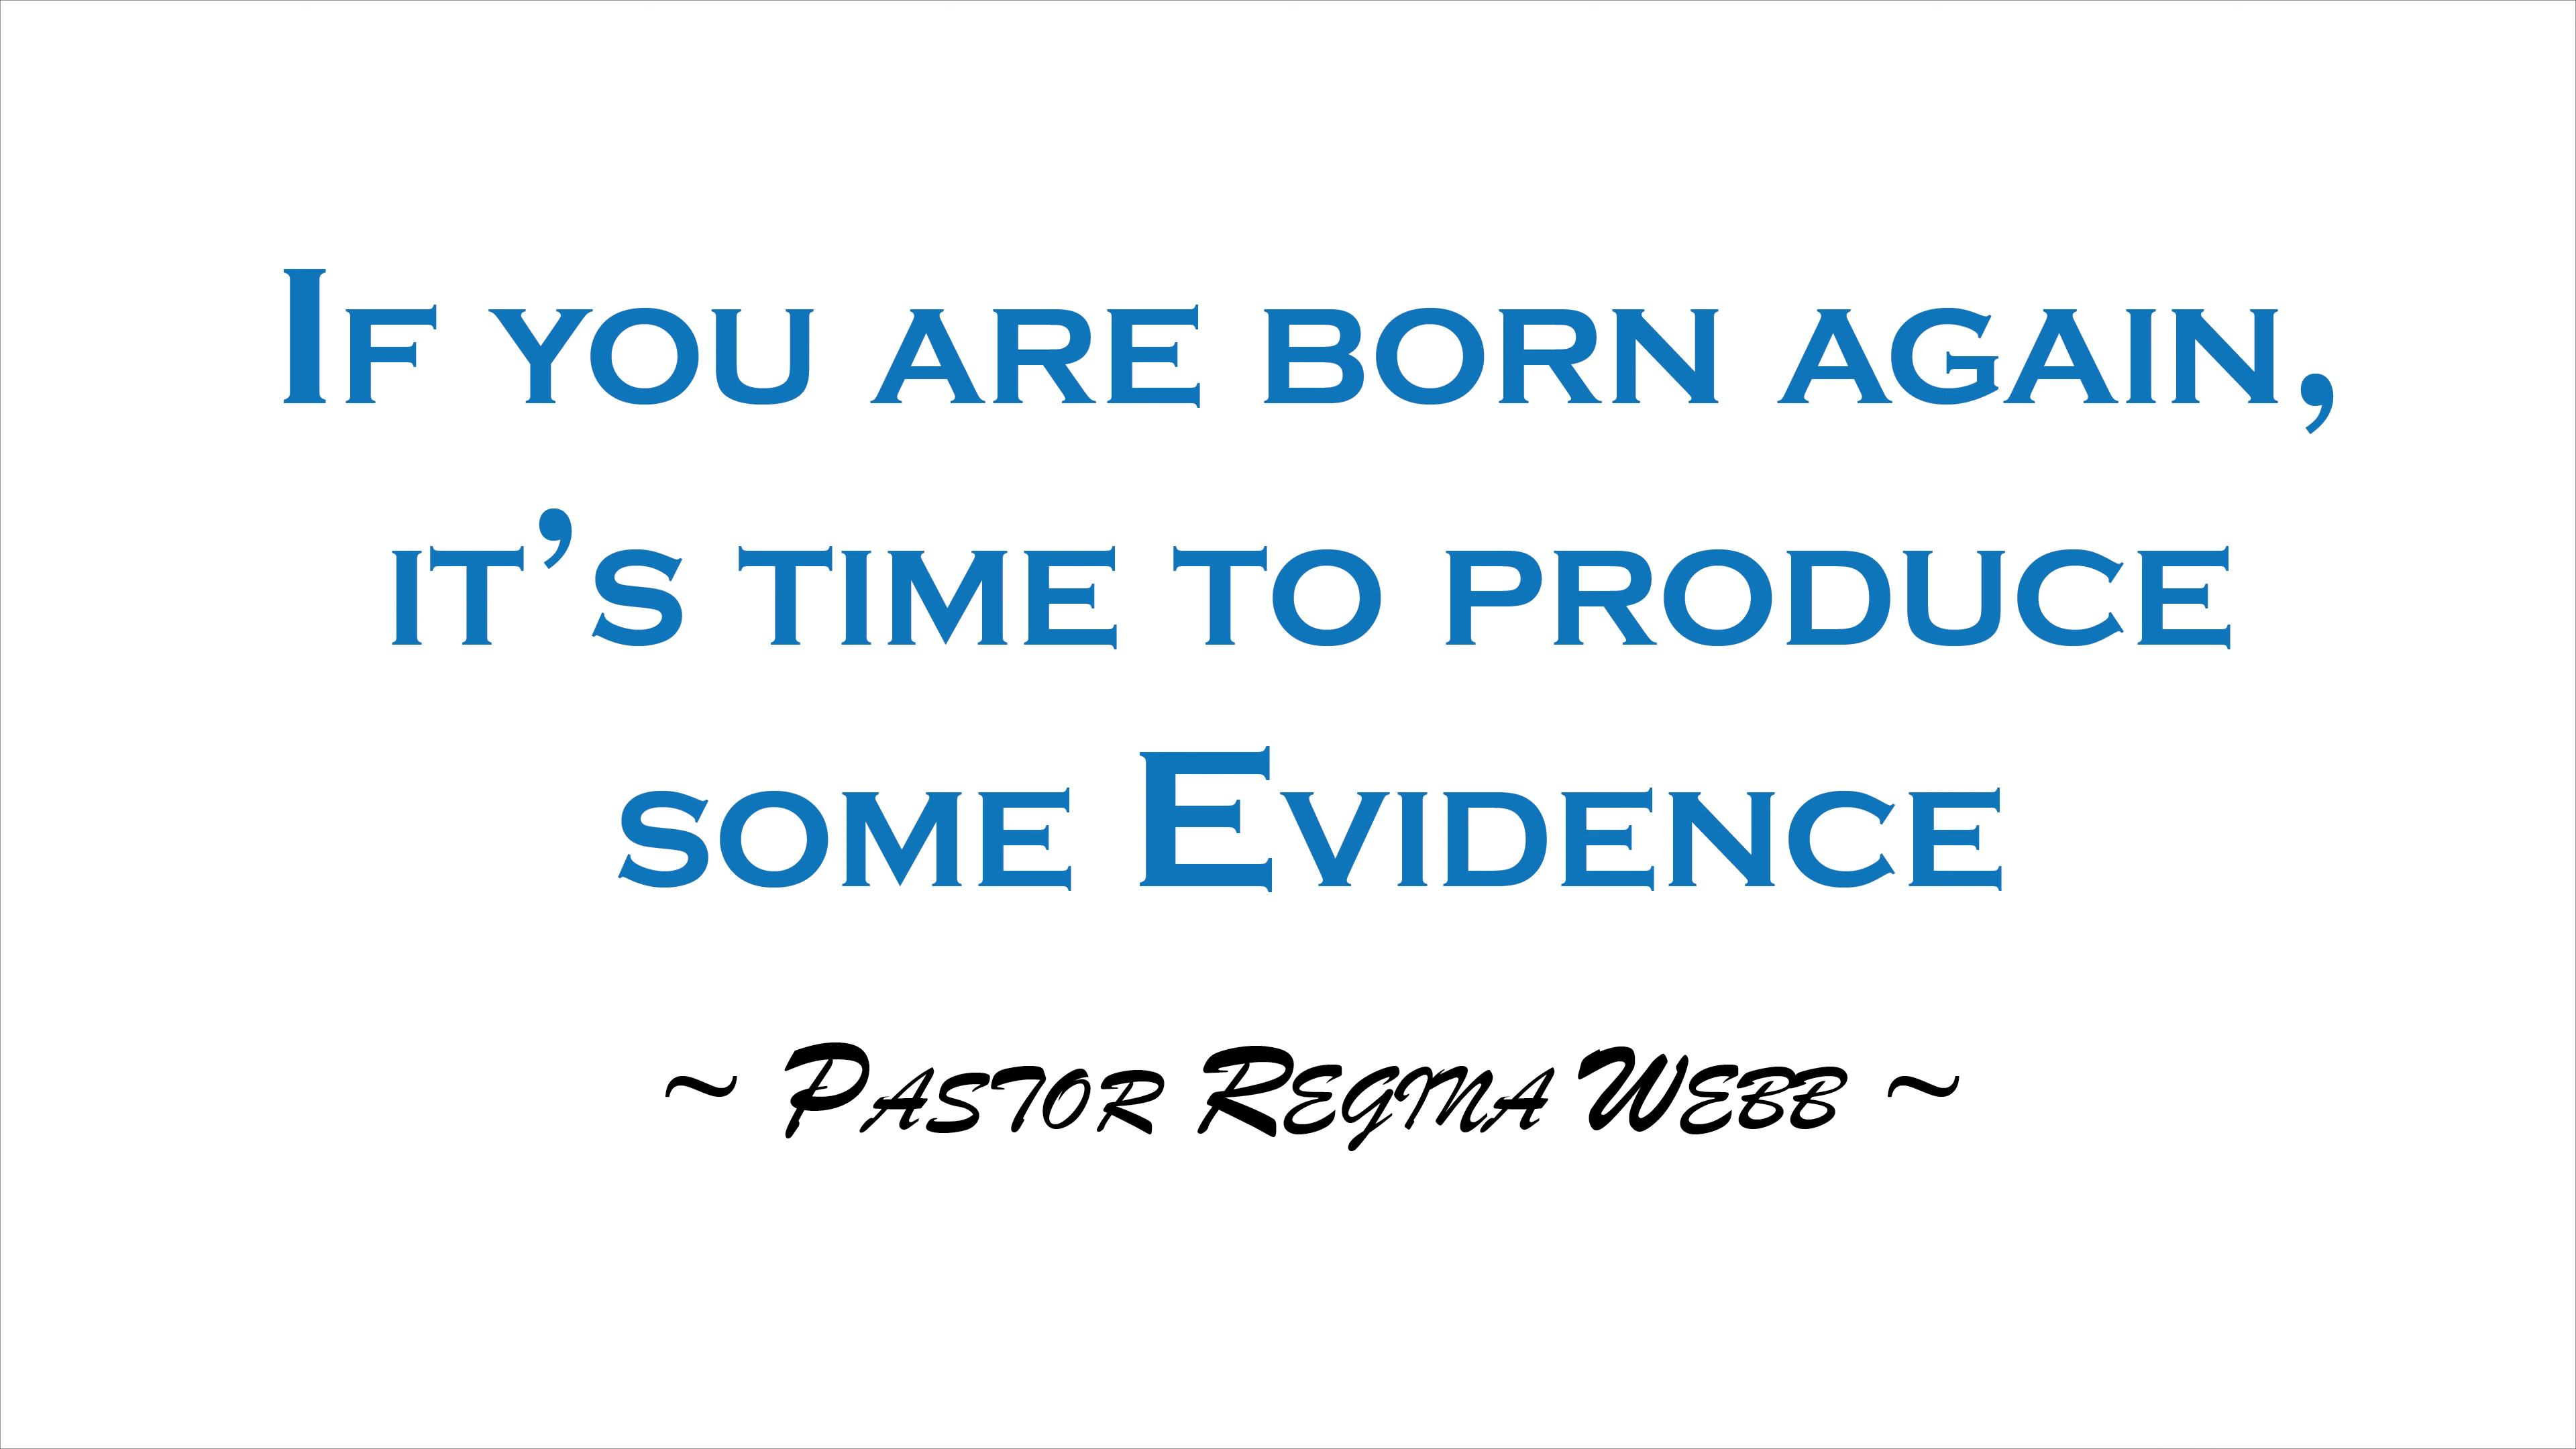 If you are born again,
it’s time to produce
some Evidence
~ Pastor Regina Webb ~